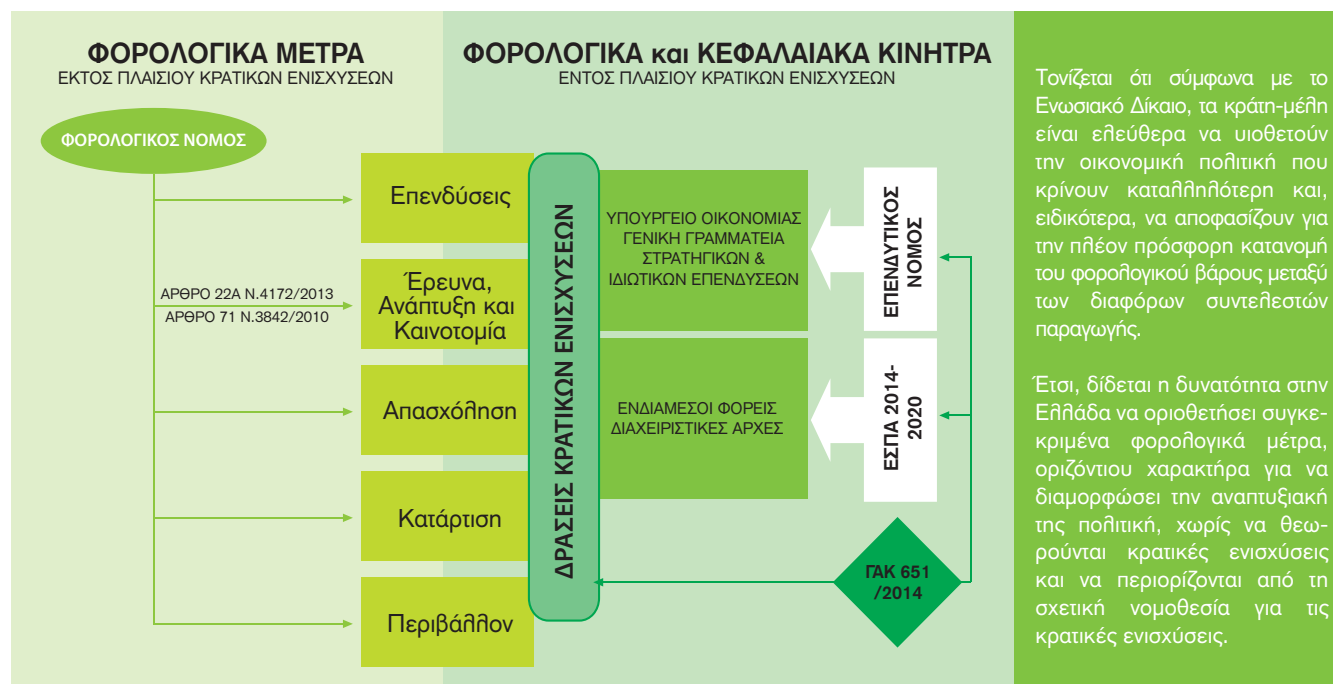 ΦΟΡΟΛΟΓΙΚΑ ΜΕΤΡΑ
ΕΚΤΟΣ ΠΛΑΙΣΙΟΥ ΚΡΑΤΙΚΩΝ ΕΝΙΣΧΥΣΕΩΝ
ΦΟΡΟΛΟΓΙΚΟΣ ΝΟΜΟΣ
ΑΡΘΡΟ 22Α Ν.4172/2013
ΑΡΘΡΟ 71 Ν.3842/2010
Επενδύσεις
Έρευνα,
Ανάπτυξη και
Καινοτομία
Απασχόληση
Κατάρτιση
Περιβάλλον
ΦΟΡΟΛΟΓΙΚΑ και ΚΕΦΑΛΑΙΑΚΑ ΚΙΝΗΤΡΑ
ΕΝΤΟΣ ΠΛΑΙΣΙΟΥ ΚΡΑΤΙΚΩΝ ΕΝΙΣΧΥΣΕΩΝ
ΔΡΑΣΕΙΣ ΚΡΑΤΙΚΩΝ ΕΝΙΣΧΥΣΕΩΝ
ΥΠΟΥΡΓΕΙΟ ΟΙΚΟΝΟΜΙΑΣ
ΓΕΝΙΚΗ ΓΡΑΜΜΑΤΕΙΑ
ΣΤΡΑΤΗΓΙΚΩΝ &
ΙΔΙΩΤΙΚΩΝ ΕΠΕΝΔΥΣΕΩΝ
ΕΠΕΝΔΥΤΙΚΟΣ
ΝΟΜΟΣ
ΕΝΔΙΑΜΕΣΟΙ ΦΟΡΕΙΣ
ΔΙΑΧΕΙΡΙΣΤΙΚΕΣ ΑΡΧΕΣ
ΕΣΠΑ 2014-
2020
ΓΑΚ 651
/2014
Τονίζεται ότι σύμφωνα με το
Ενωσιακό Δίκαιο, τα κράτη-μέλη
είναι ελεύθερα να υιοθετούν
την οικονομική πολιτική που
κρίνουν καταλληλότερη και,
ειδικότερα, να αποφασίζουν για
την πλέον πρόσφορη κατανομή
του φορολογικού βάρους μεταξύ
των διαφόρων συντελεστών
παραγωγής.
Έτσι, δίδεται η δυνατότητα στην
Ελλάδα να οριοθετήσει συγκε-
κριμένα φορολογικά μέτρα,
οριζόντιου χαρακτήρα για να
διαμορφώσει την αναπτυξιακή
της πολιτική, χωρίς να θεω-
ρούνται κρατικές ενισχύσεις
και να περιορίζονται από τη
σχετική νομοθεσία για τις
κρατικές ενισχύσεις.